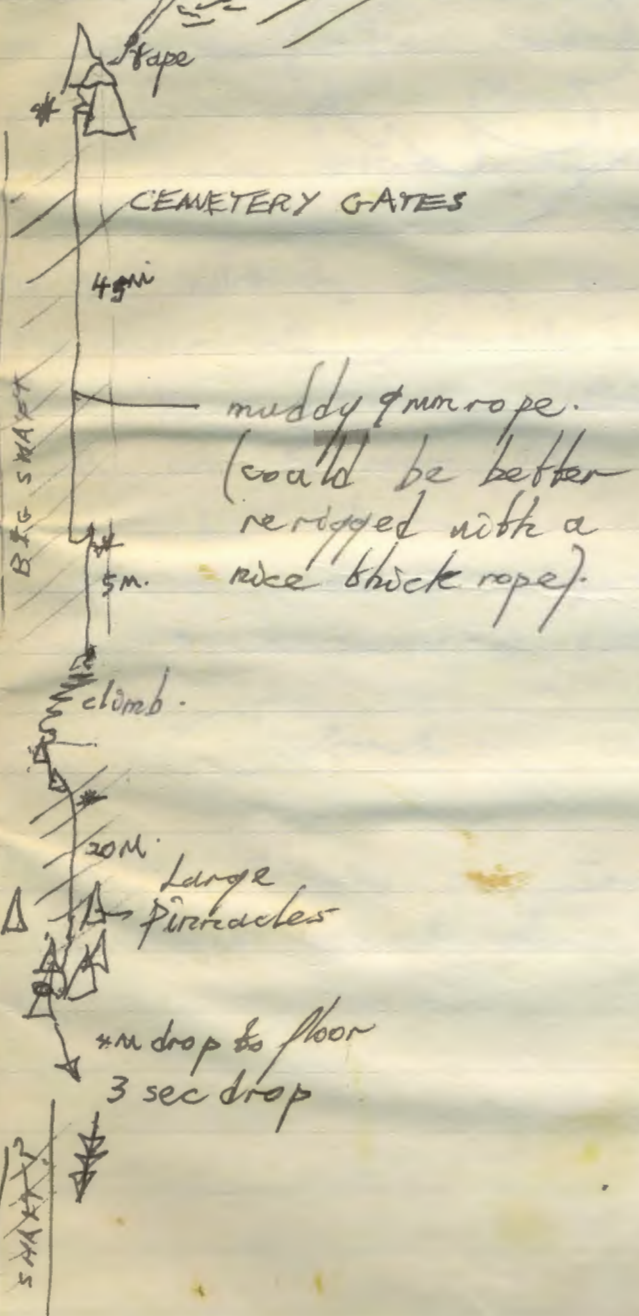 tape
CEMETERY GATES
muddy 9mm rope.
(could be better
rerigged with a
nice thick rope).
BIG SHAFT
5M.
climb.
20M.
Large
Pinnacles
drop to floor
3 sec drop
SHAFT?